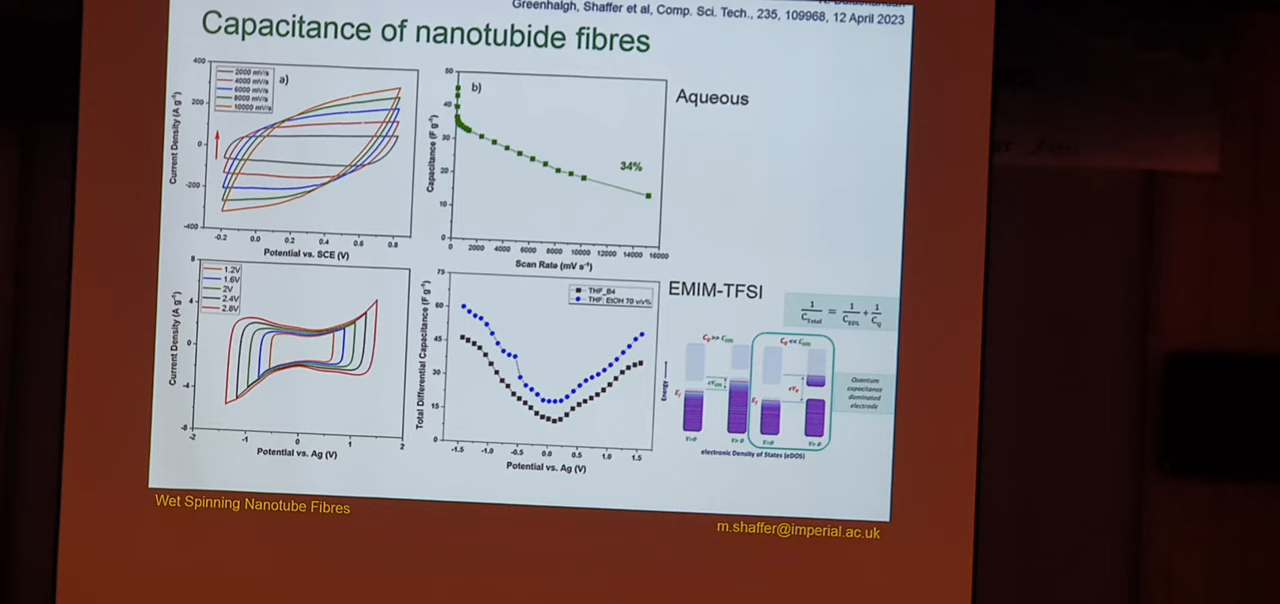 Greenhalgh, Shaffer et al, Comp. Sci. Tech., 235, 109968, 12 April 2023
Capacitance of nanotubide fibres
a)
2000 mV/s
4000 mV/s
6000 mV/s
8000 mV/s
10000 mV/s
400
200
0
-200
-400
Current Density (A g⁻¹)
-0.2 0.0 0.2 0.4 0.6 0.8
Potential vs. SCE (V)
b)
50
40
30
20
10
0
Capacitance (F g⁻¹)
34%
0 2000 4000 6000 8000 10000 12000 14000 16000
Scan Rate (mV s⁻¹)
Aqueous
1.2V
1.6V
2V
2.4V
2.8V
8
4
0
-4
-8
Current Density (A g⁻¹)
-2 -1 0 1 2
Potential vs. Ag (V)
THF_B4
THF: EtOH 70 v/v%
75
60
45
30
15
0
Total Differential Capacitance (F g⁻¹)
-1.5 -1.0 -0.5 0.0 0.5 1.0 1.5
Potential vs. Ag (V)
EMIM-TFSI
1/C_Total = 1/C_EDL + 1/C_q
Energy
E_f
E_f
V=0
electronic Density of States (eDOS)
Quantum
capacitance
dominated
electrode
Wet Spinning Nanotube Fibres
m.shaffer@imperial.ac.uk